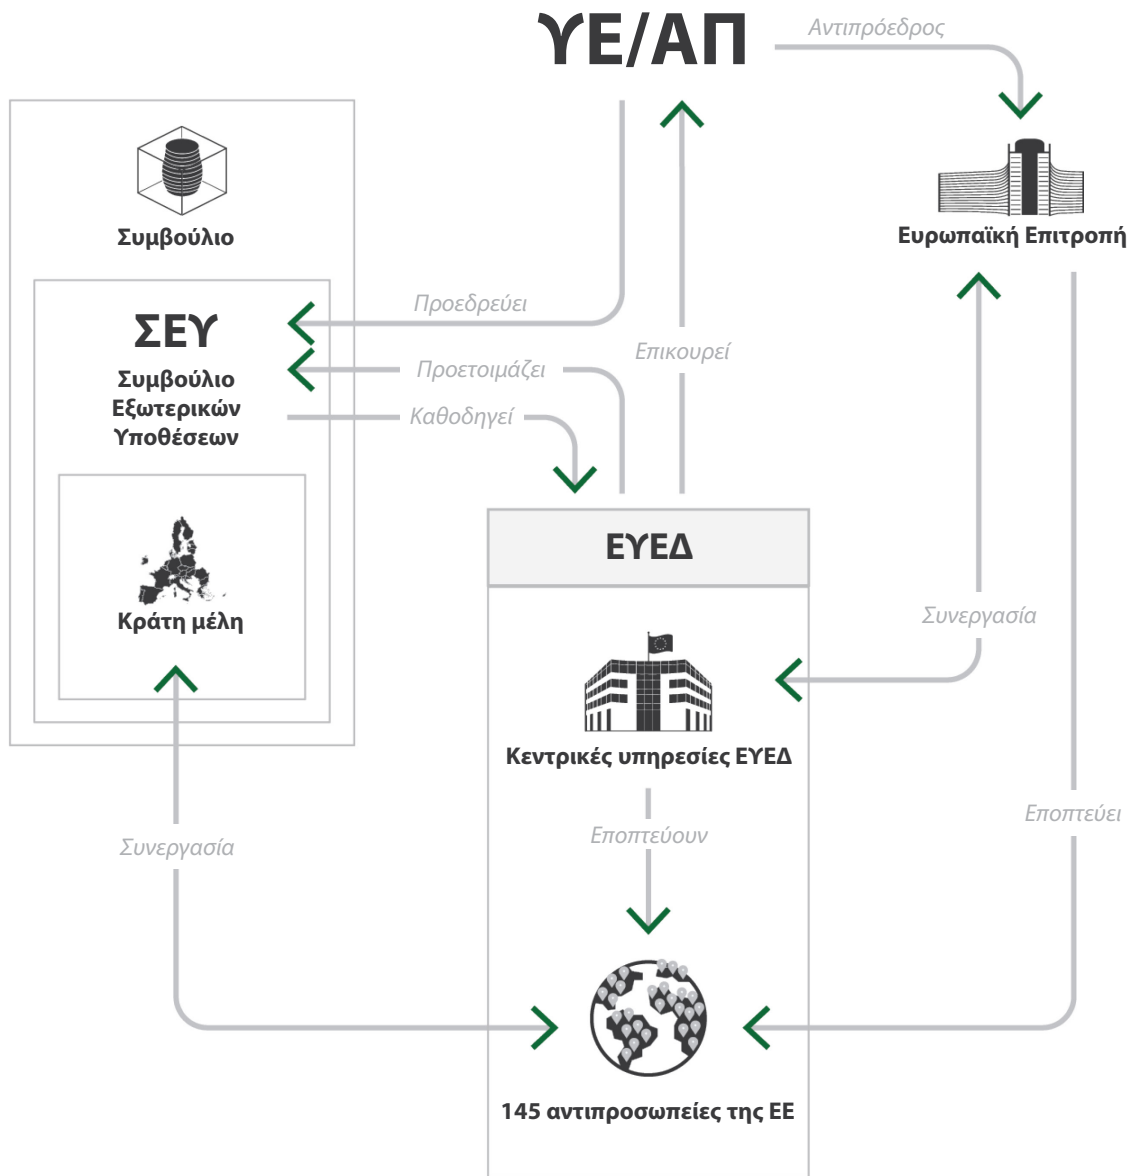 ΥΕ/ΑΠ
Αντιπρόεδρος
Συμβούλιο
Ευρωπαϊκή Επιτροπή
ΣΕΥ
Συμβούλιο
Εξωτερικών
Υποθέσεων
Προεδρεύει
Προετοιμάζει
Καθοδηγεί
Επικουρεί
Κράτη μέλη
ΕΥΕΔ
Συνεργασία
Κεντρικές υπηρεσίες ΕΥΕΔ
Εποπτεύουν
Εποπτεύει
Συνεργασία
145 αντιπροσωπείες της ΕΕ